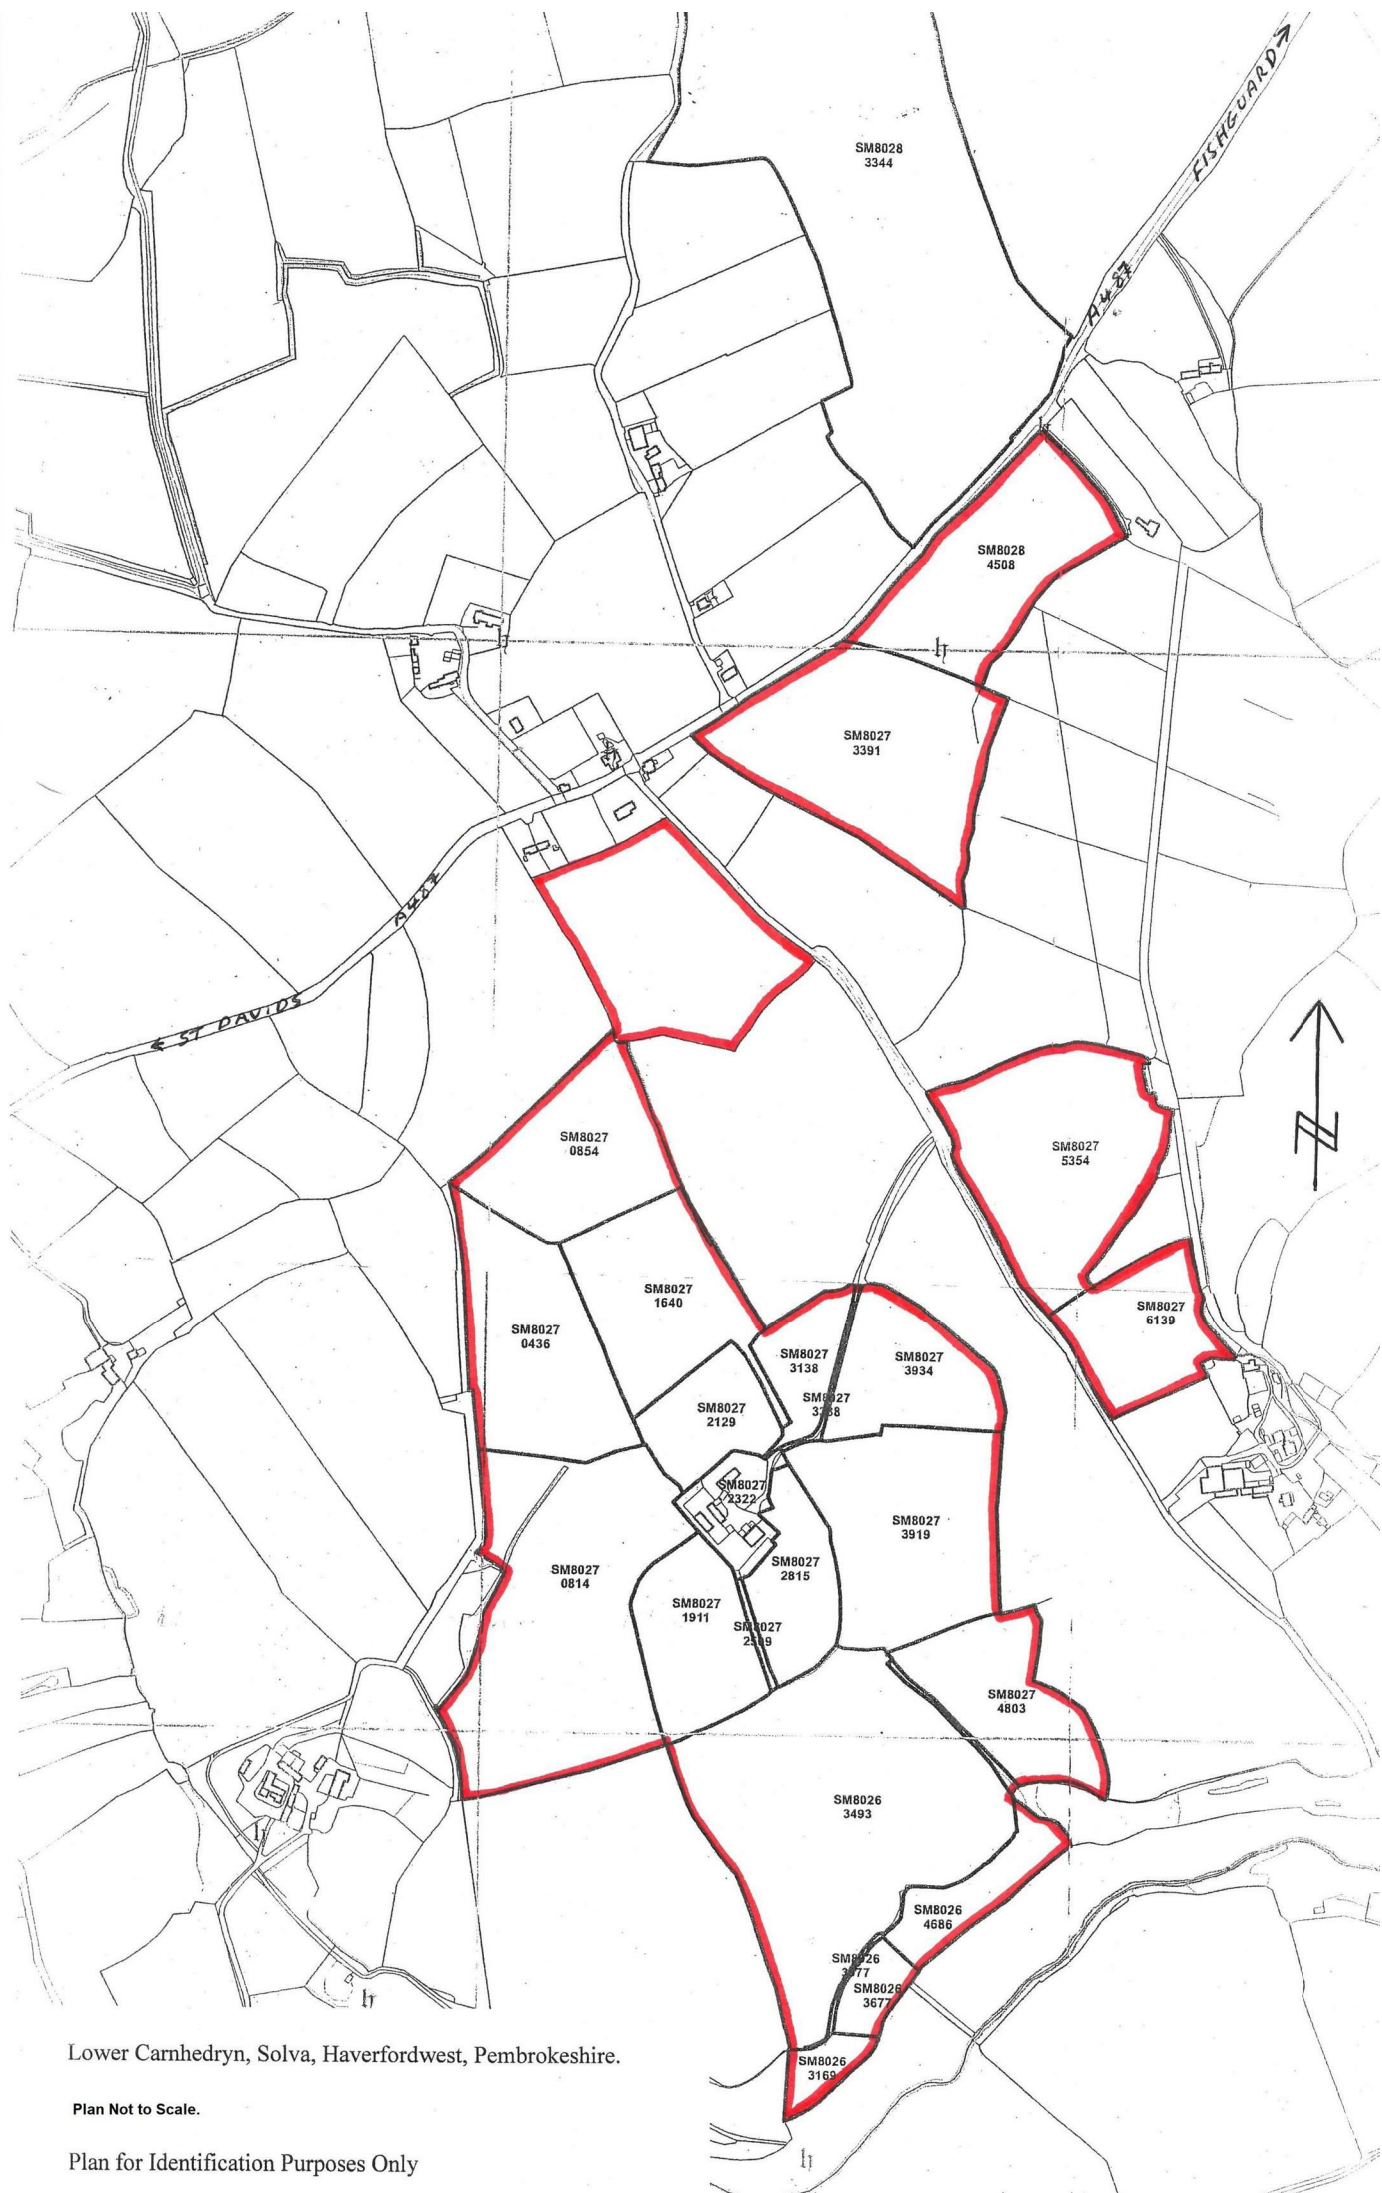 FISHGUARD →
SM8028
3344
A487
SM8028
4508
SM8027
3391
A487
← ST DAVIDS
SM8027
0854
SM8027
5354
SM8027
1640
SM8027
6139
SM8027
0436
SM8027
3138
SM8027
3934
SM8027
SM8027
2129
SM8027
2322
SM8027
3919
SM8027
0814
SM8027
2815
SM8027
1911
SM8027
SM8027
4803
SM8026
3493
SM8026
4686
SM8026
SM8026
3677
SM8026
3169
N
Lower Carnhedryn, Solva, Haverfordwest, Pembrokeshire.
Plan Not to Scale.
Plan for Identification Purposes Only